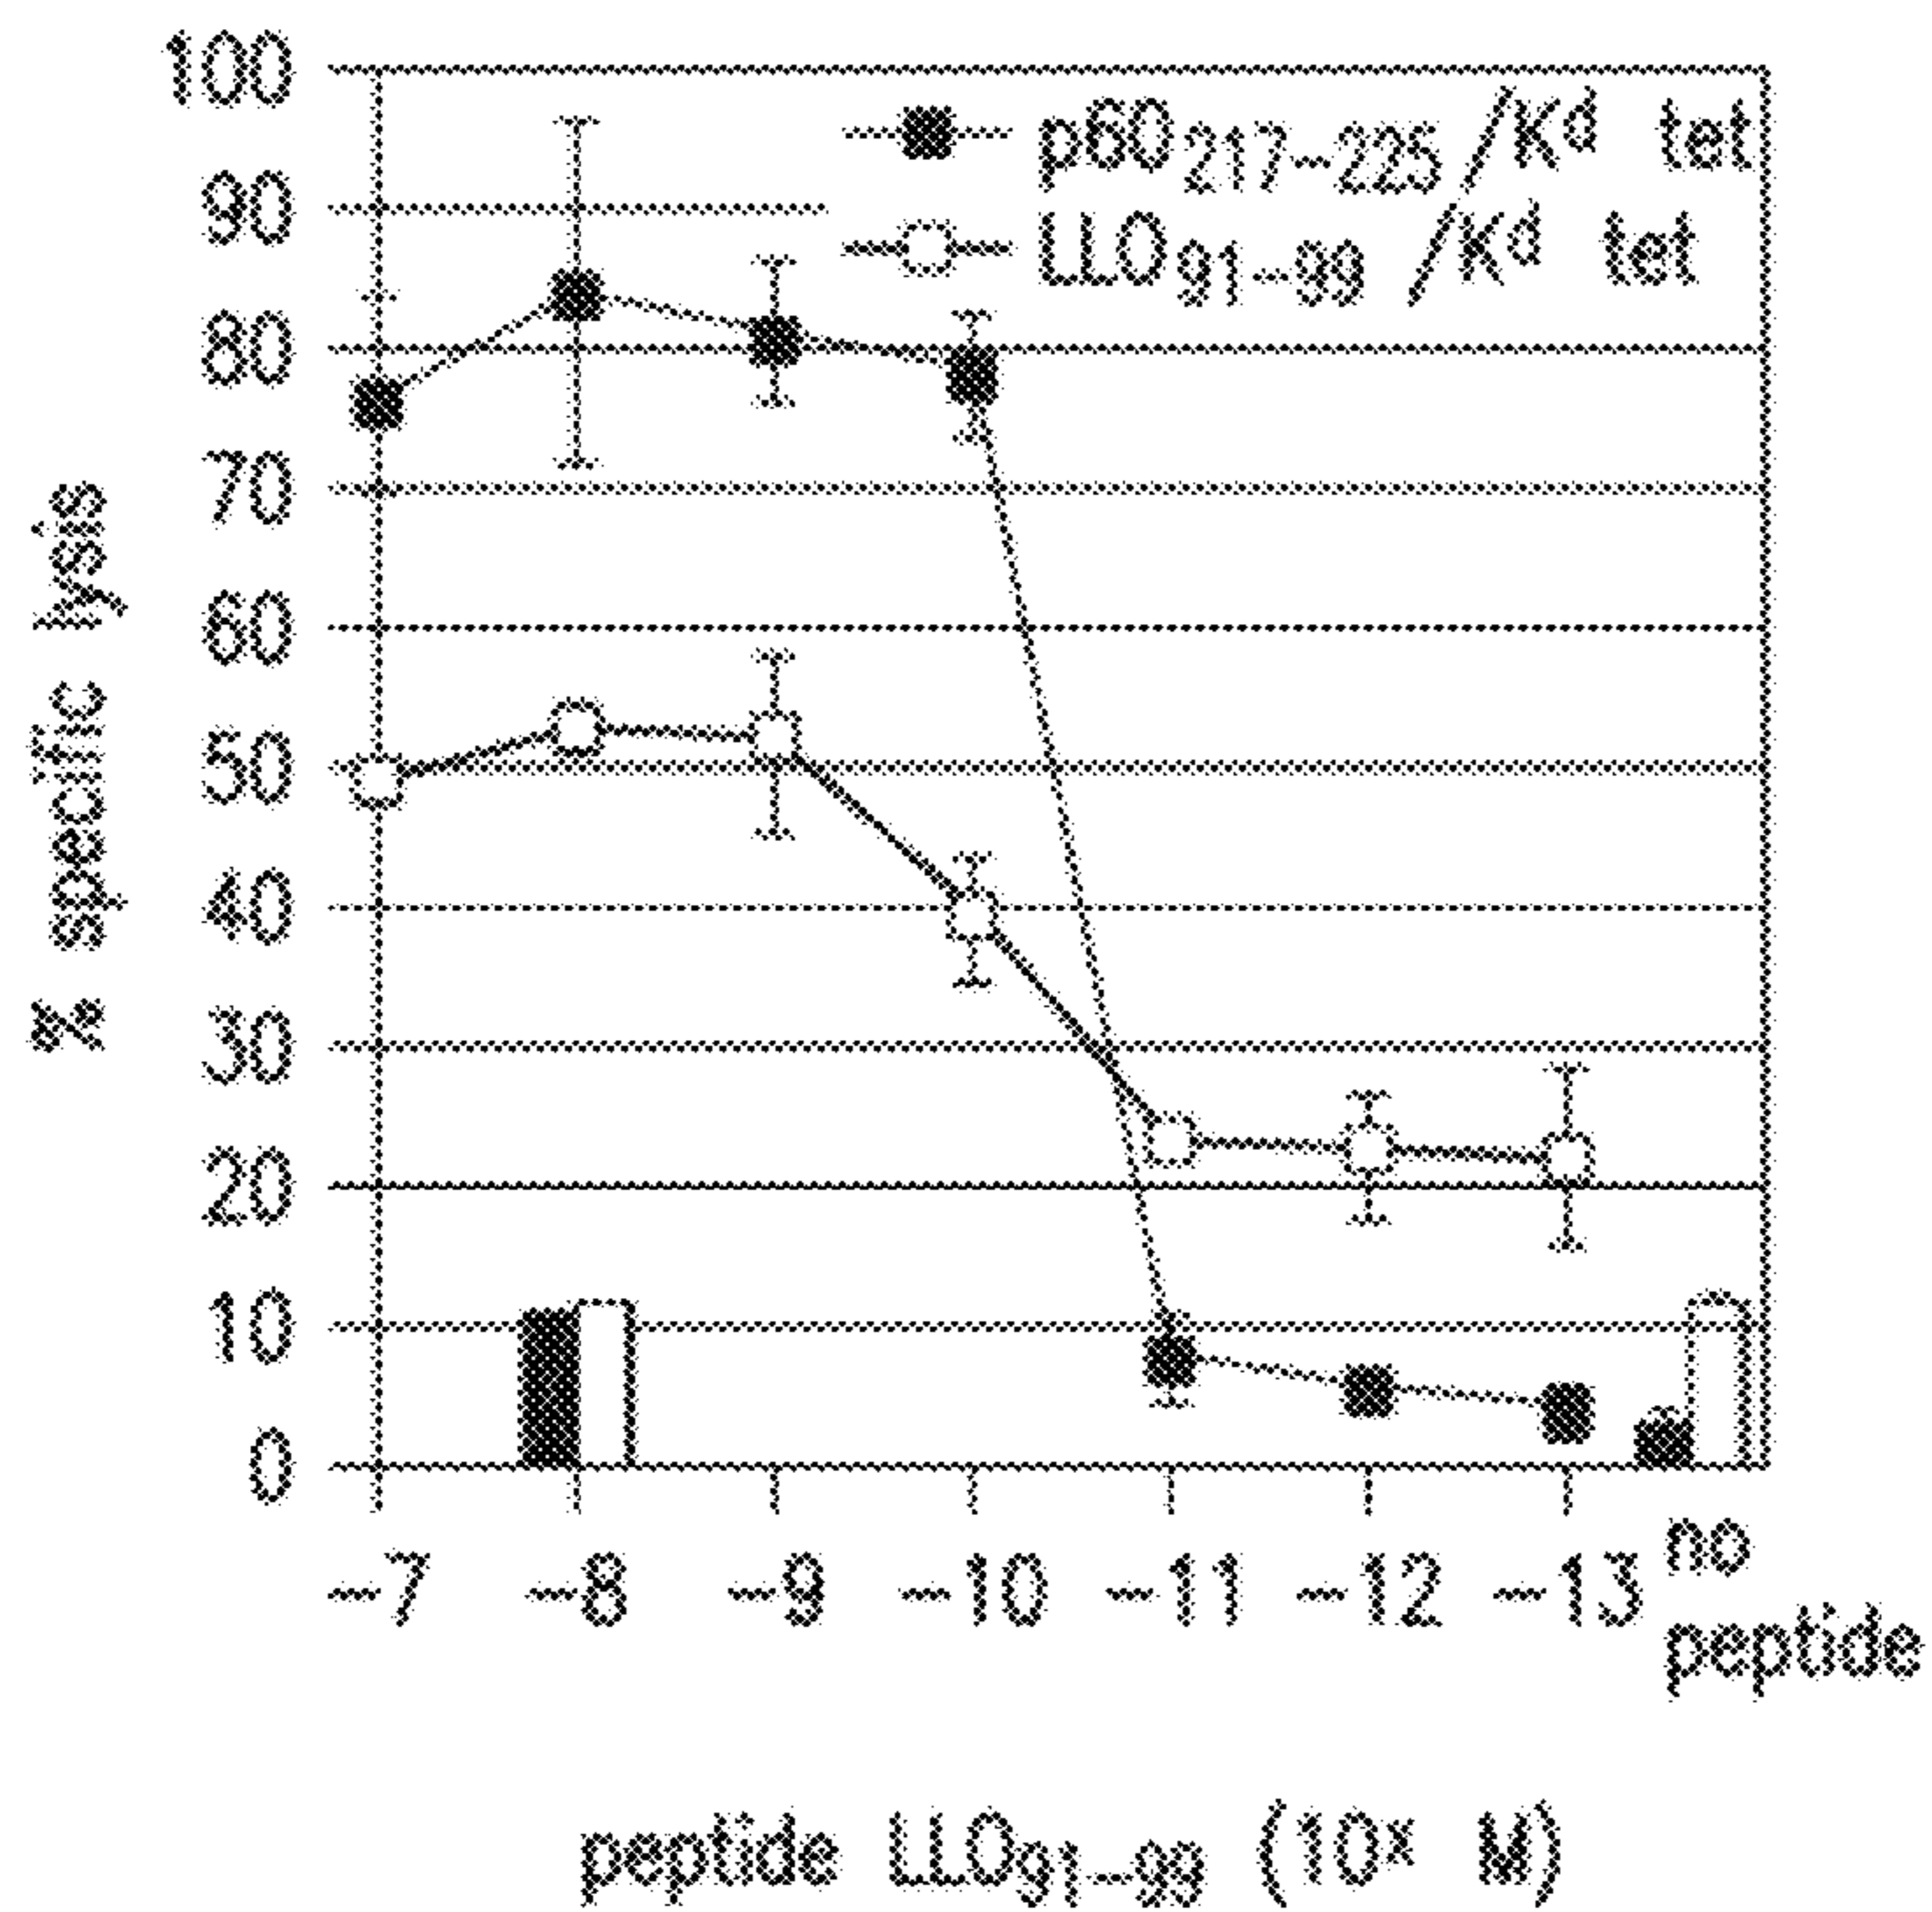 100
90
80
70
60
50
40
30
20
10
0
% specific lysis
p60217-225/Kd tet
LLO91-99/Kd tet
-7 -8 -9 -10 -11 -12 -13 no peptide
peptide LLO91-99 (10x M)